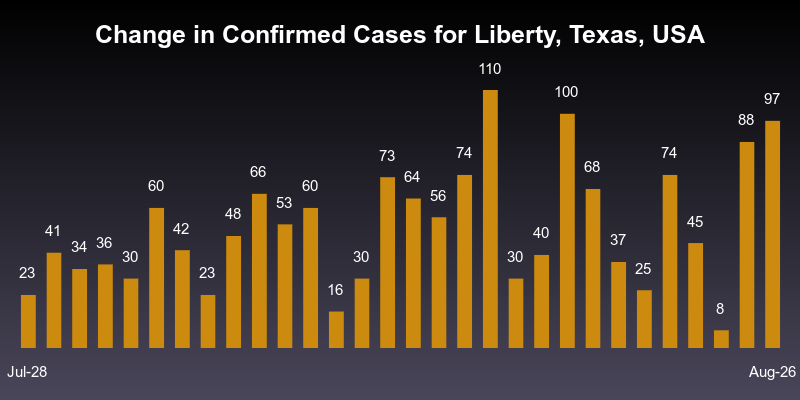 Change in Confirmed Cases for Liberty, Texas, USA
23 41 34 36 30 60 42 23 48 66 53 60 16 30 73 64 56 74 110 30 40 100 68 37 25 74 45 8 88 97
Jul-28 Aug-26